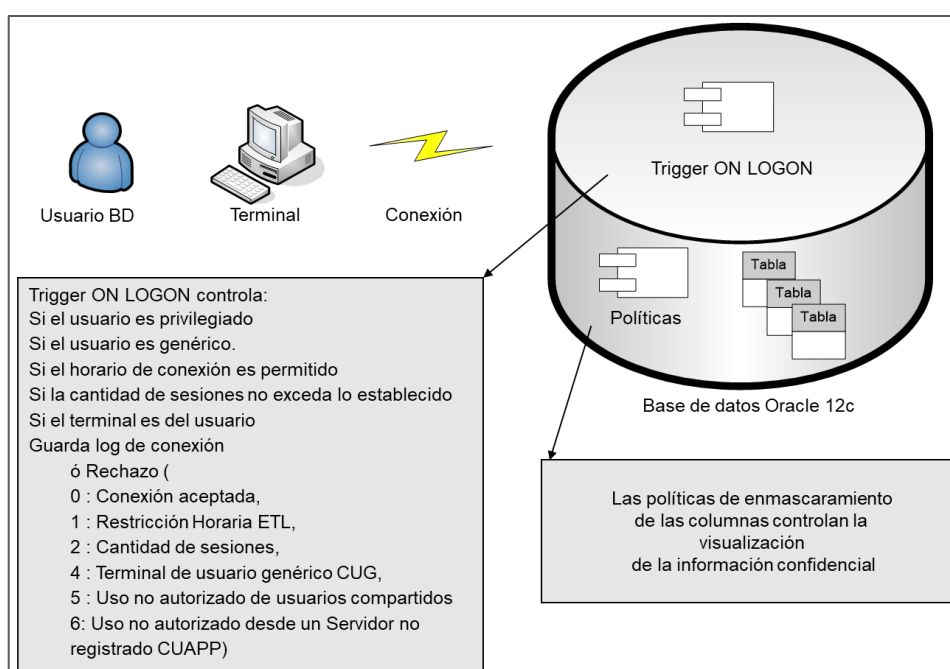 Trigger ON LOGON
Usuario BD
Terminal
Conexión
Políticas
Tabla
Tabla
Tabla
Base de datos Oracle 12c
Trigger ON LOGON controla:
Si el usuario es privilegiado
Si el usuario es genérico.
Si el horario de conexión es permitido
Si la cantidad de sesiones no exceda lo establecido
Si el terminal es del usuario
Guarda log de conexión
ó Rechazo (
0 : Conexión aceptada,
1 : Restricción Horaria ETL,
2 : Cantidad de sesiones,
4 : Terminal de usuario genérico CUG,
5 : Uso no autorizado de usuarios compartidos
6: Uso no autorizado desde un Servidor no
registrado CUAPP)
Las políticas de enmascaramiento
de las columnas controlan la
visualización
de la información confidencial